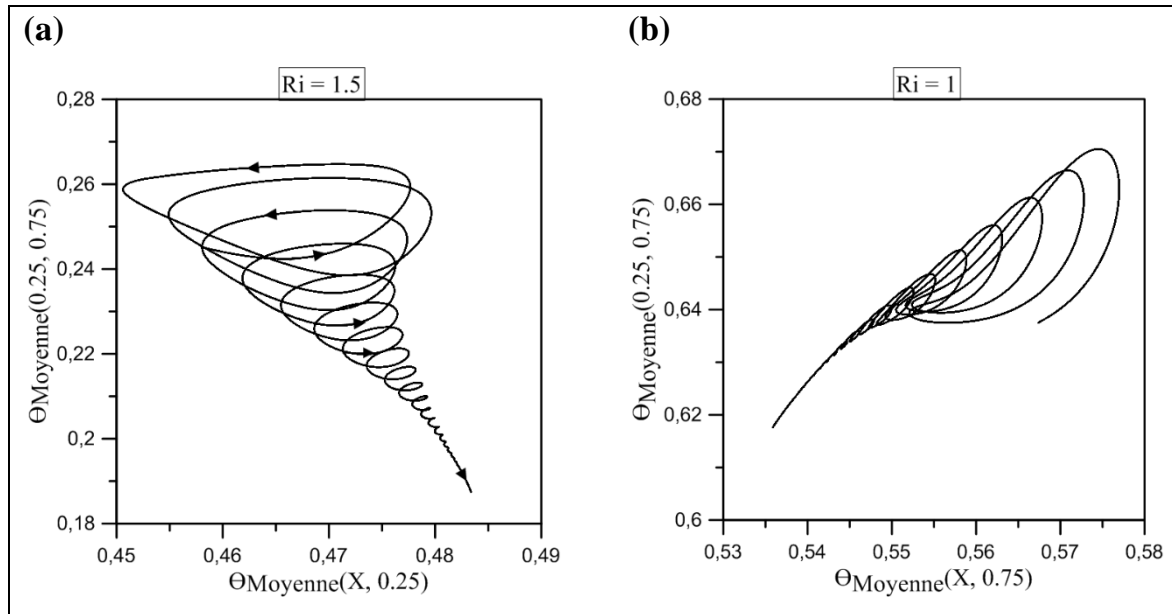 (a)
Ri = 1.5
0,28
0,26
0,24
0,22
0,2
0,18
ΘMoyenne(0.25, 0.75)
0,45
0,46
0,47
0,48
0,49
ΘMoyenne(X, 0.25)
(b)
Ri = 1
0,68
0,66
0,64
0,62
0,6
ΘMoyenne(0.25, 0.75)
0,53
0,54
0,55
0,56
0,57
0,58
ΘMoyenne(X, 0.75)